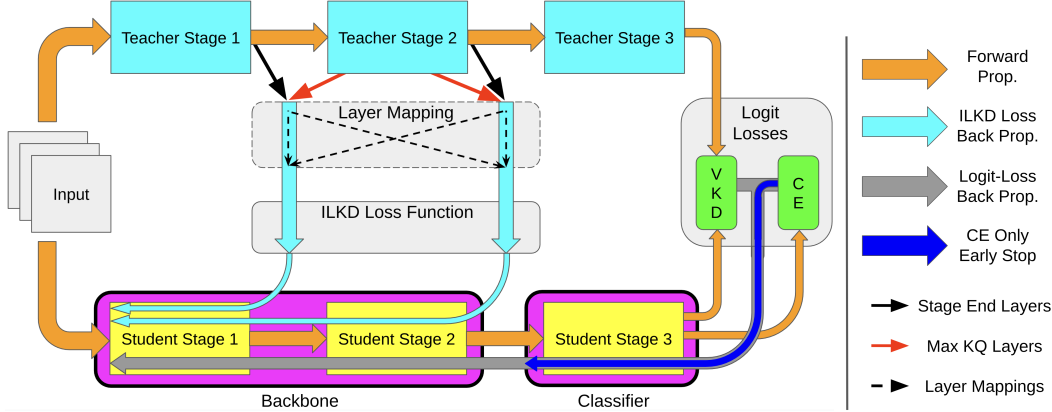 Teacher Stage 1
Teacher Stage 2
Teacher Stage 3
Layer Mapping
Logit
Losses
V
K
D
C
E
Input
ILKD Loss Function
Student Stage 1
Student Stage 2
Student Stage 3
Backbone
Classifier
Forward
Prop.
ILKD Loss
Back Prop.
Logit-Loss
Back Prop.
CE Only
Early Stop
Stage End Layers
Max KQ Layers
Layer Mappings